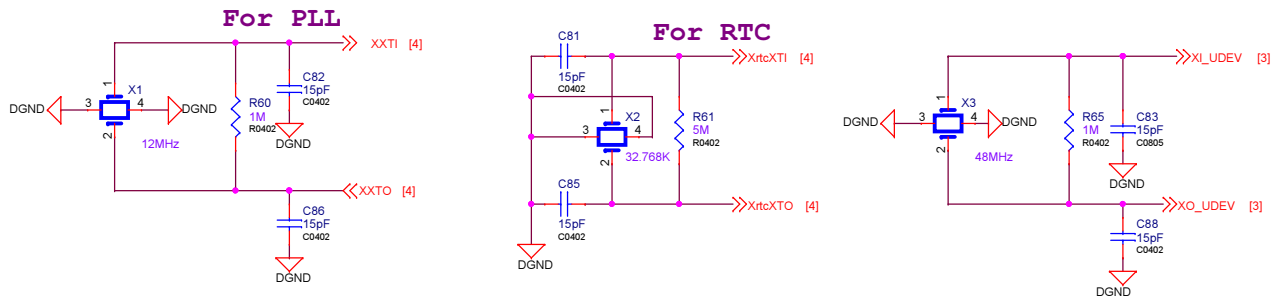 For PLL
XXTI [4]
1
X1
DGND
3
4
DGND
2
12MHz
R60
1M
R0402
C82
15pF
C0402
DGND
XXTO [4]
C86
15pF
C0402
DGND
For RTC
C81
15pF
C0402
XrtcXTI [4]
1
X2
3
4
2
32.768K
R61
5M
R0402
C85
15pF
C0402
XrtcXTO [4]
DGND
XI_UDEV [3]
1
X3
DGND
3
4
DGND
2
48MHz
R65
1M
R0402
C83
15pF
C0805
DGND
XO_UDEV [3]
C88
15pF
C0402
DGND